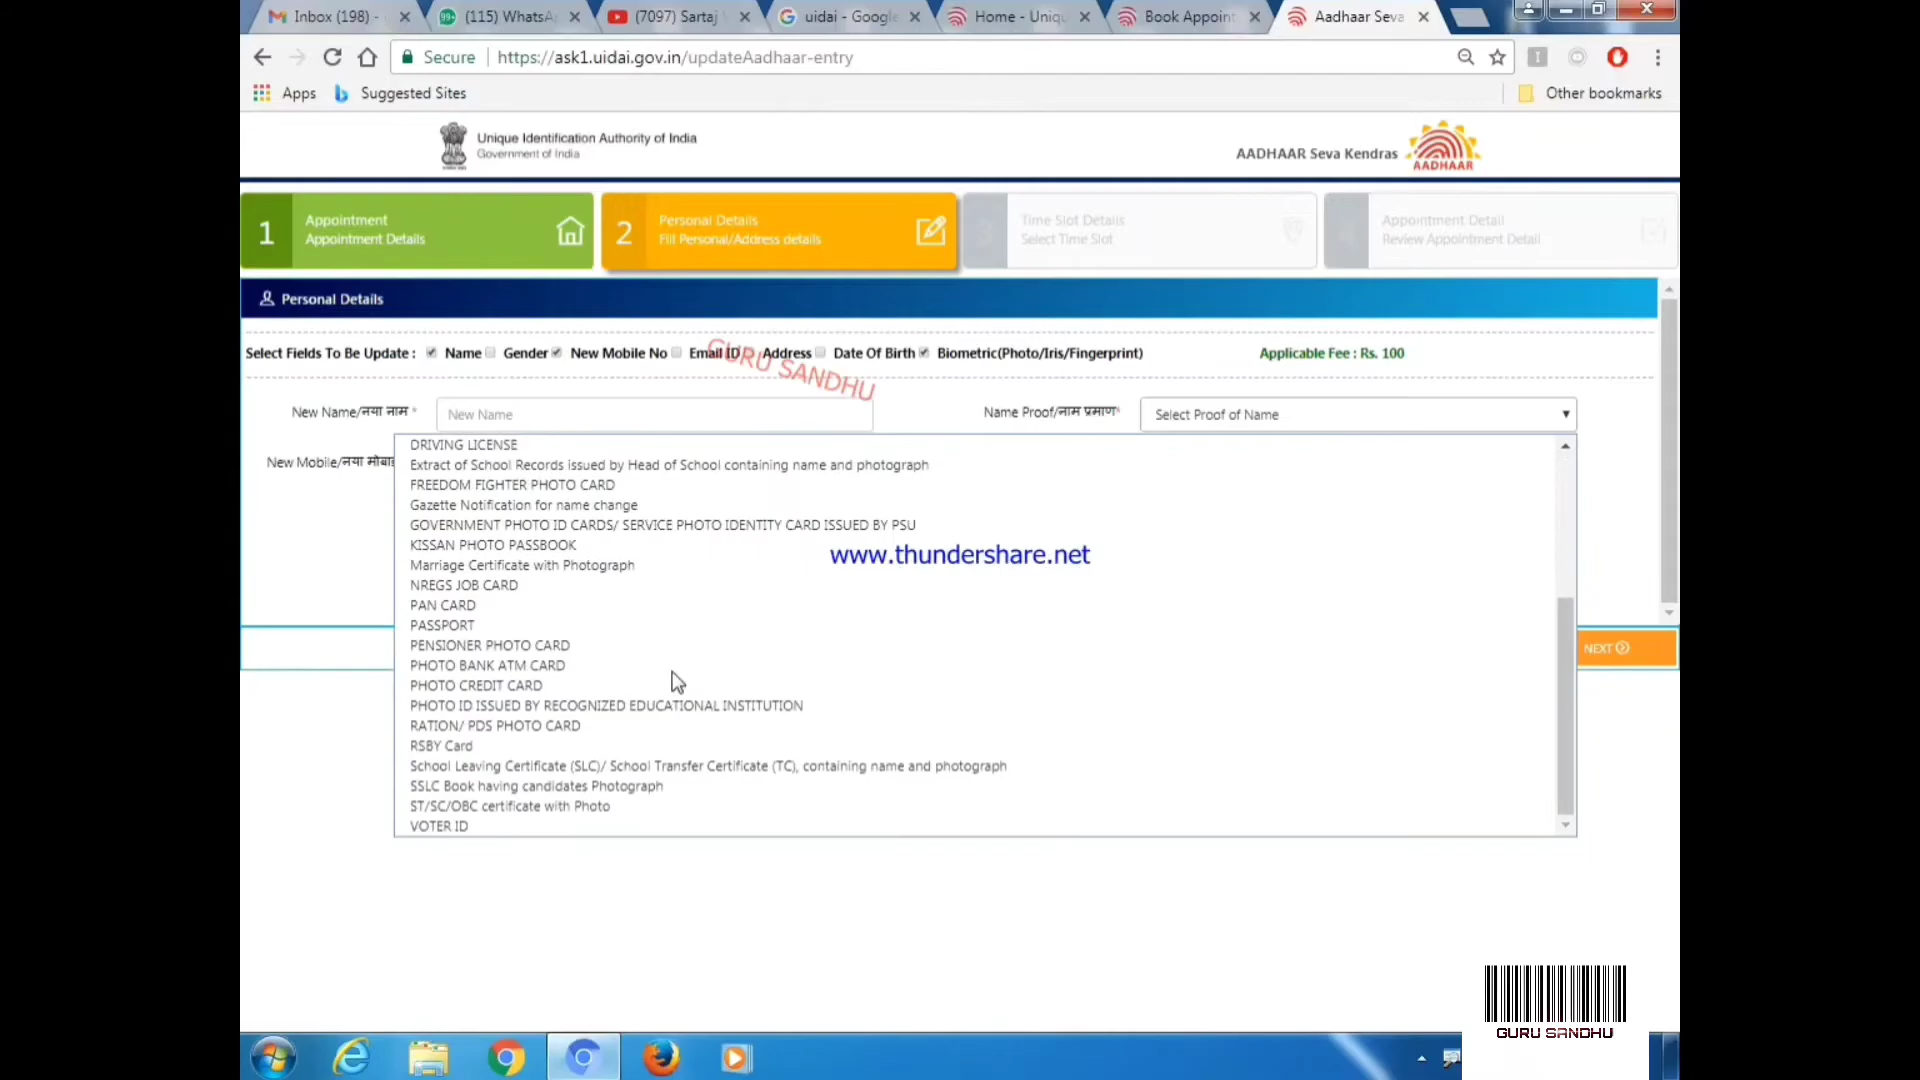 Inbox (198) -
99+ (115) WhatsA
(7097) Sartaj
uidai - Google
Home - Uniq
Book Appoint
Aadhaar Seva
Secure https://ask1.uidai.gov.in/updateAadhaar-entry
Apps Suggested Sites Other bookmarks
Unique Identification Authority of India
Government of India
AADHAAR Seva Kendras
AADHAAR
1 Appointment
Appointment Details
2 Personal Details
Fill Personal/Address details
3 Time Slot Details
Select Time Slot
Appointment Detail
Review Appointment Detail
Personal Details
Select Fields To Be Update : Name Gender New Mobile No Email ID Address Date Of Birth Biometric(Photo/Iris/Fingerprint) Applicable Fee : Rs. 100
GURU SANDHU
New Name/नया नाम * New Name Name Proof/नाम प्रमाण* Select Proof of Name
New Mobile/नया मोबाइ
DRIVING LICENSE
Extract of School Records issued by Head of School containing name and photograph
FREEDOM FIGHTER PHOTO CARD
Gazette Notification for name change
GOVERNMENT PHOTO ID CARDS/ SERVICE PHOTO IDENTITY CARD ISSUED BY PSU
KISSAN PHOTO PASSBOOK
www.thundershare.net
Marriage Certificate with Photograph
NREGS JOB CARD
PAN CARD
PASSPORT
PENSIONER PHOTO CARD
PHOTO BANK ATM CARD
PHOTO CREDIT CARD
PHOTO ID ISSUED BY RECOGNIZED EDUCATIONAL INSTITUTION
RATION/ PDS PHOTO CARD
RSBY Card
School Leaving Certificate (SLC)/ School Transfer Certificate (TC), containing name and photograph
SSLC Book having candidates Photograph
ST/SC/OBC certificate with Photo
VOTER ID
NEXT
GURU SANDHU